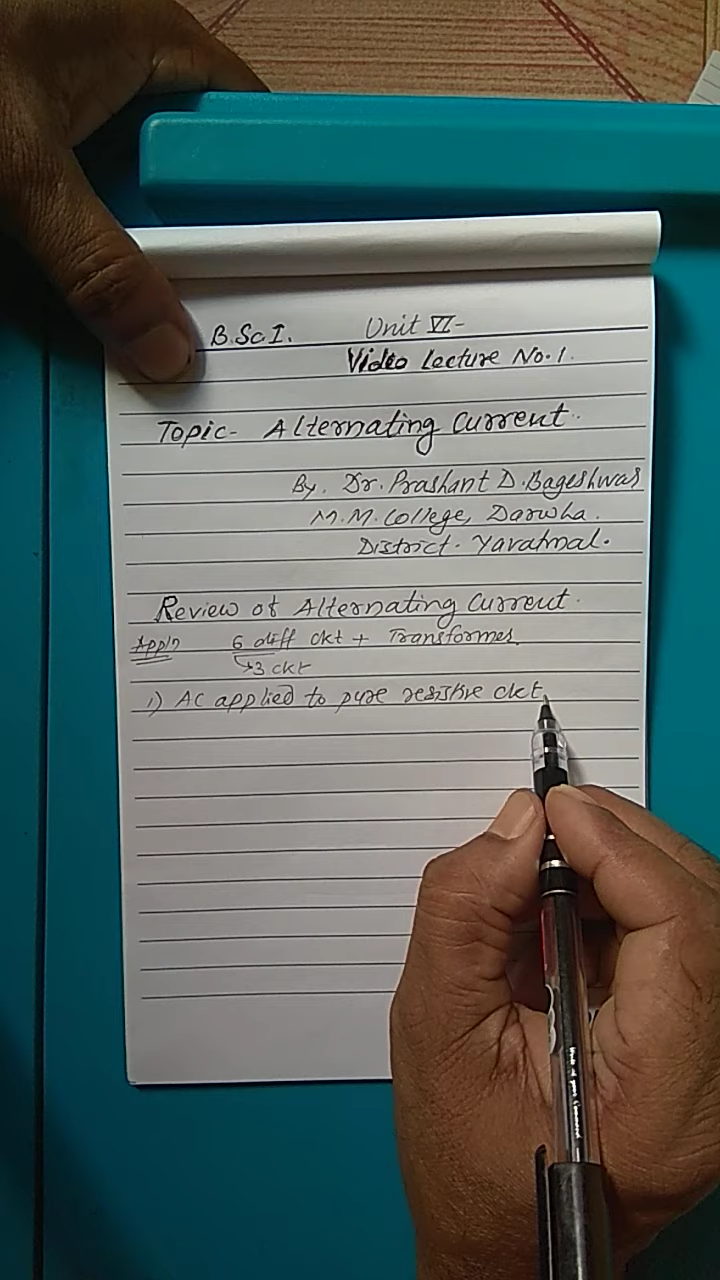 B.Sc.I. Unit VI-
Video Lecture No.1.
Topic- Alternating Current.
By. Dr. Prashant D. Bageshwar
M.M. College, Darwha.
District. Yavatmal.
Review of Alternating Current.
Appln 6 diff ckt + Transformer.
↳3 ckt
1) AC applied to pure resistive ckt.